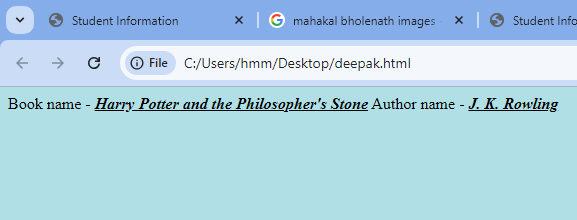 Student Information
mahakal bholenath images -
Student Info
File
C:/Users/hmm/Desktop/deepak.html
Book name - Harry Potter and the Philosopher's Stone Author name - J. K. Rowling